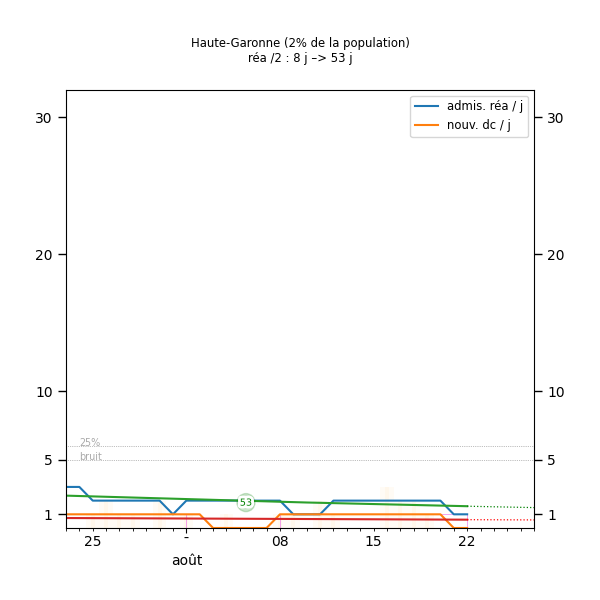 Haute-Garonne (2% de la population)
réa /2 : 8 j –> 53 j
admis. réa / j
nouv. dc / j
30 30
20 20
10 10
25%
bruit
5 5
53
1 1
25 - 08 15 22
août